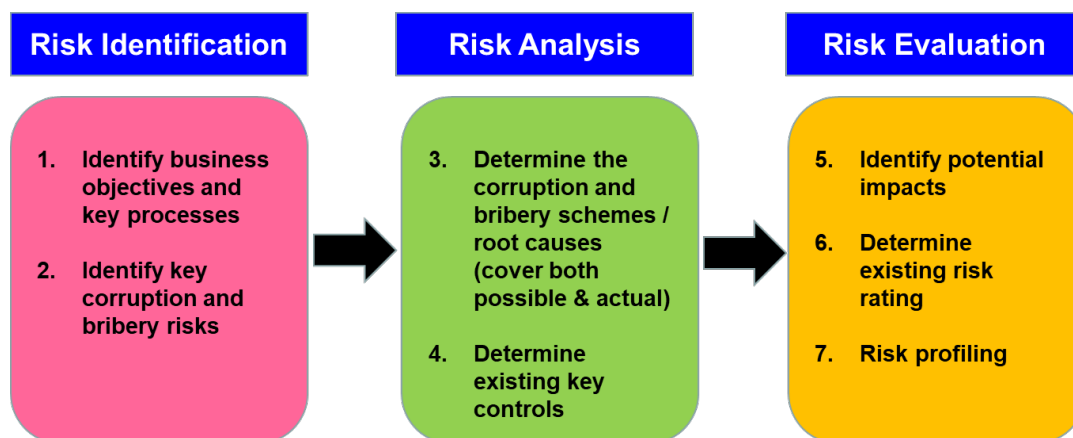 Risk Identification
1. Identify business
objectives and
key processes
2. Identify key
corruption and
bribery risks
Risk Analysis
3. Determine the
corruption and
bribery schemes /
root causes
(cover both
possible & actual)
4. Determine
existing key
controls
Risk Evaluation
5. Identify potential
impacts
6. Determine
existing risk
rating
7. Risk profiling